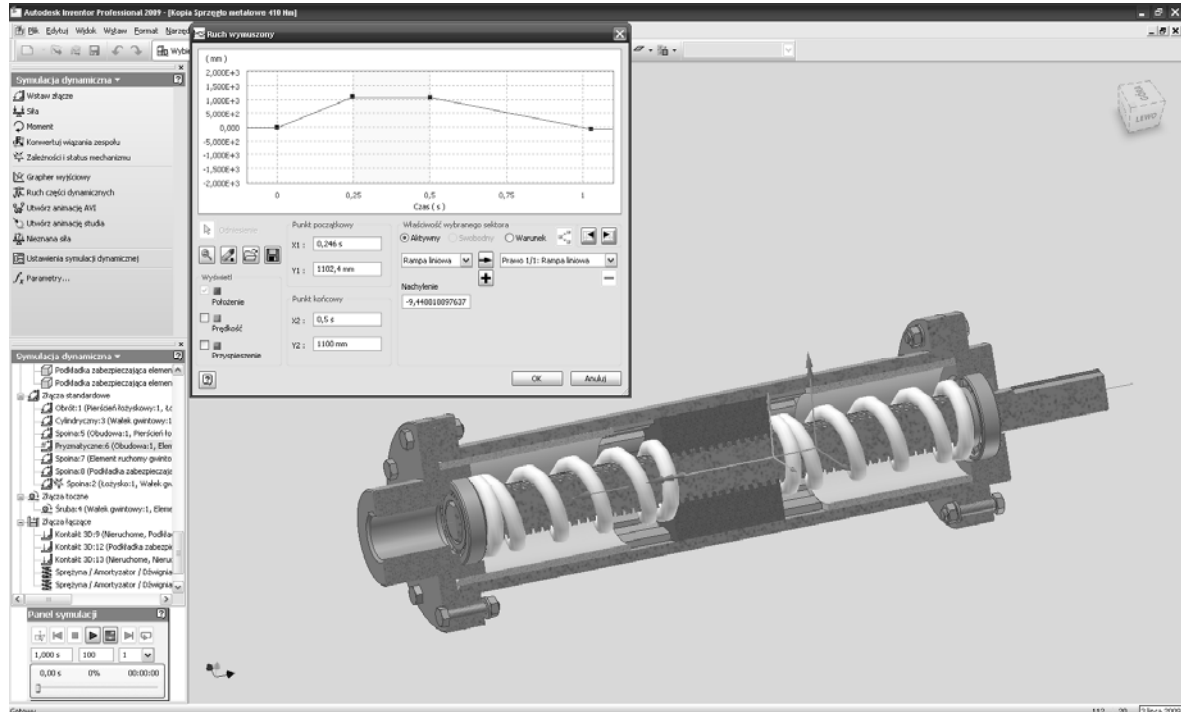 Autodesk Inventor Professional 2009 - [Kopia Sprzęgło metalowe 410 Nm]
Plik Edytuj Widok Wstaw Format
Symulacja dynamiczna
Wstaw złącze
Siła
Moment
Konwertuj wiązania zespołu
Zależności i status mechanizmu
Grapher wyjściowy
Ruch części dynamicznych
Utwórz animację AVI
Utwórz animację studia
Nieznana siła
Ustawienia symulacji dynamicznej
Parametry...
Ruch wymuszony
(mm)
2,000E+3
1,500E+3
1,000E+3
5,000E+2
0,000
-5,000E+2
-1,000E+3
-1,500E+3
-2,000E+3
0 0,25 0,5 0,75 1
Czas ( s )
Odniesienie
Wyświetl
Położenie
Prędkość
Przyspieszenie
Punkt początkowy
X1 : 0,246 s
Y1 : 1102,4 mm
Punkt końcowy
X2 : 0,5 s
Y2 : 1100 mm
Właściwość wybranego sektora
Aktywny Swobodny Warunek
Rampa liniowa Prawo 1/1: Rampa liniowa
Nachylenie
-9,448818897637
OK Anuluj
GÓRA
LEWO
Symulacja dynamiczna
Podkładka zabezpieczająca elemen
Podkładka zabezpieczająca elemen
Złącza standardowe
Obrót:1 (Pierścień łożyskowy:1, Ło
Cylindryczny:3 (Wałek gwintowy:1
Spoina:5 (Obudowa:1, Pierścień ło
Pryzmatyczne:6 (Obudowa:1, Elem
Spoina:7 (Element ruchomy gwinto
Spoina:8 (Podkładka zabezpieczają
Spoina:2 (Łożysko:1, Wałek gw
Złącza toczne
Śruba:4 (Wałek gwintowy:1, Eleme
Złącza łączące
Kontakt 3D:9 (Nieruchome, Podkła
Kontakt 3D:12 (Podkładka zabezpi
Kontakt 3D:13 (Nieruchome, Nieru
Sprężyna / Amortyzator / Dźwignia
Sprężyna / Amortyzator / Dźwignia
Panel symulacji
1,000 s 100 1
0,00 s 0% 00:00:00
Gotowy